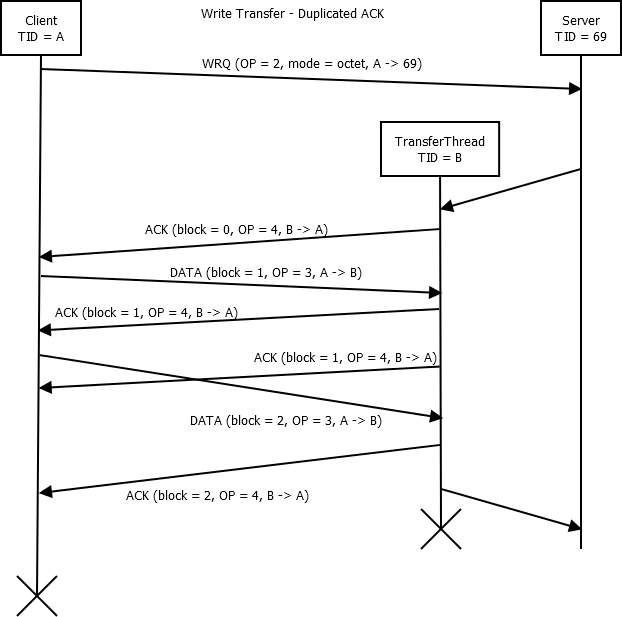 Write Transfer - Duplicated ACK
Client
TID = A
Server
TID = 69
WRQ (OP = 2, mode = octet, A -> 69)
TransferThread
TID = B
ACK (block = 0, OP = 4, B -> A)
DATA (block = 1, OP = 3, A -> B)
ACK (block = 1, OP = 4, B -> A)
ACK (block = 1, OP = 4, B -> A)
DATA (block = 2, OP = 3, A -> B)
ACK (block = 2, OP = 4, B -> A)